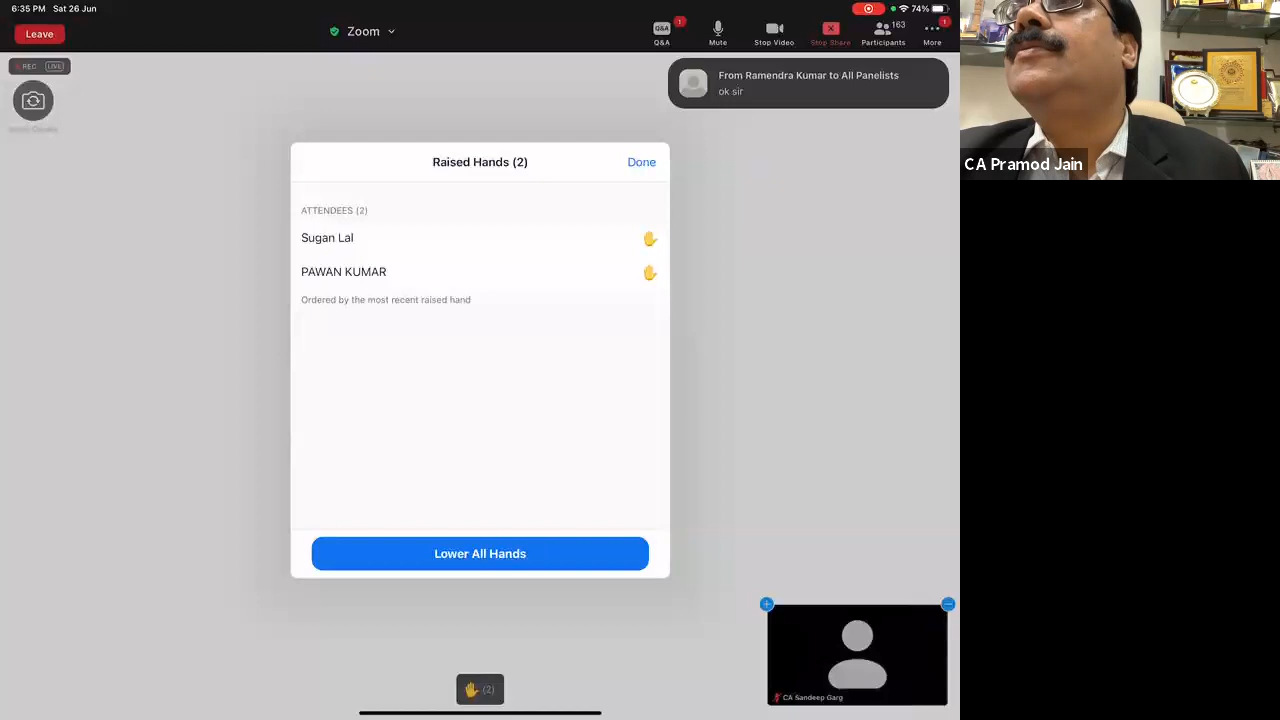 6:35 PM Sat 26 Jun
74%
Leave
Zoom
Q&A
1
Q&A
Mute
Stop Video
Stop Share
163
Participants
1
More
REC LIVE
From Ramendra Kumar to All Panelists
ok sir
CA Pramod Jain
Raised Hands (2)
Done
ATTENDEES (2)
Sugan Lal
PAWAN KUMAR
Ordered by the most recent raised hand
Lower All Hands
(2)
CA Sandeep Garg